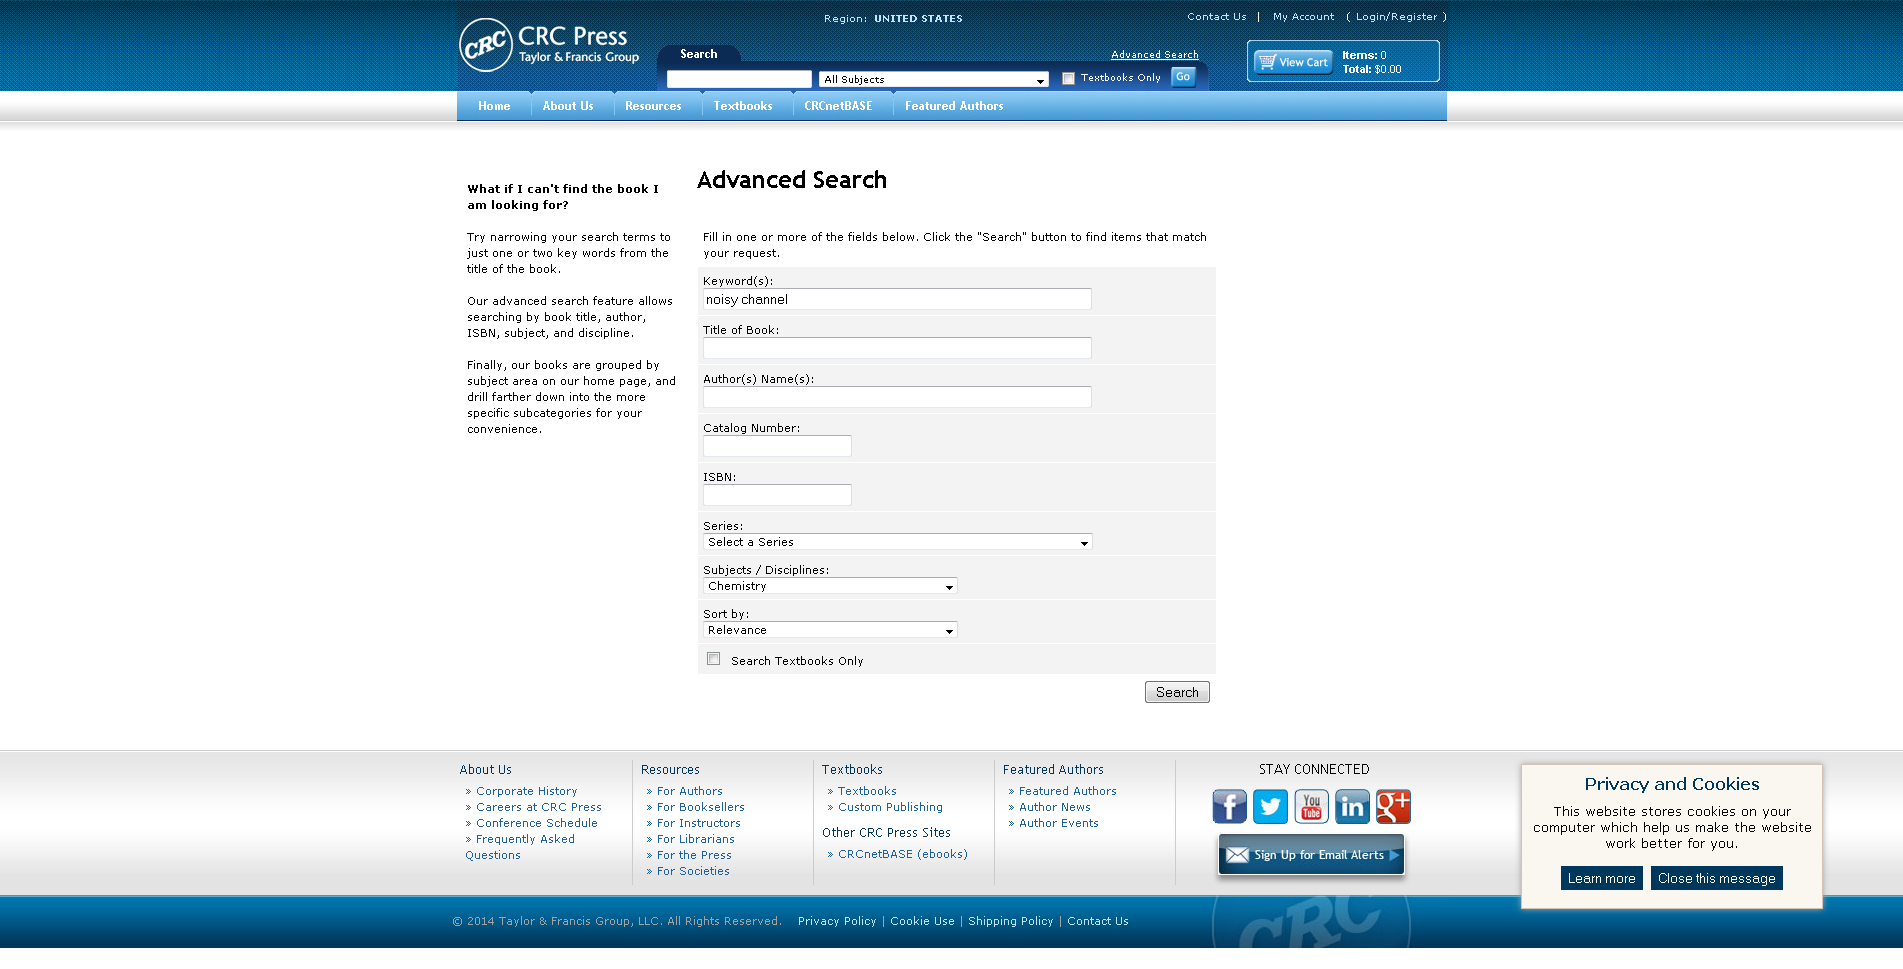 Region: UNITED STATES
Contact Us | My Account ( Login/Register )
CRC
CRC Press
Taylor & Francis Group
Search
Advanced Search
All Subjects
Textbooks Only
Go
View Cart
Items: 0
Total: $0.00
Home
About Us
Resources
Textbooks
CRCnetBASE
Featured Authors
What if I can't find the book I
am looking for?
Try narrowing your search terms to
just one or two key words from the
title of the book.
Our advanced search feature allows
searching by book title, author,
ISBN, subject, and discipline.
Finally, our books are grouped by
subject area on our home page, and
drill farther down into the more
specific subcategories for your
convenience.
Advanced Search
Fill in one or more of the fields below. Click the "Search" button to find items that match
your request.
Keyword(s):
noisy channel
Title of Book:
Author(s) Name(s):
Catalog Number:
ISBN:
Series:
Select a Series
Subjects / Disciplines:
Chemistry
Sort by:
Relevance
Search Textbooks Only
Search
About Us
» Corporate History
» Careers at CRC Press
» Conference Schedule
» Frequently Asked
Questions
Resources
» For Authors
» For Booksellers
» For Instructors
» For Librarians
» For the Press
» For Societies
Textbooks
» Textbooks
» Custom Publishing
Other CRC Press Sites
» CRCnetBASE (ebooks)
Featured Authors
» Featured Authors
» Author News
» Author Events
STAY CONNECTED
f
You
Tube
in
g+
Sign Up for Email Alerts
Privacy and Cookies
This website stores cookies on your
computer which help us make the website
work better for you.
Learn more
Close this message
© 2014 Taylor & Francis Group, LLC. All Rights Reserved. Privacy Policy | Cookie Use | Shipping Policy | Contact Us
CRC